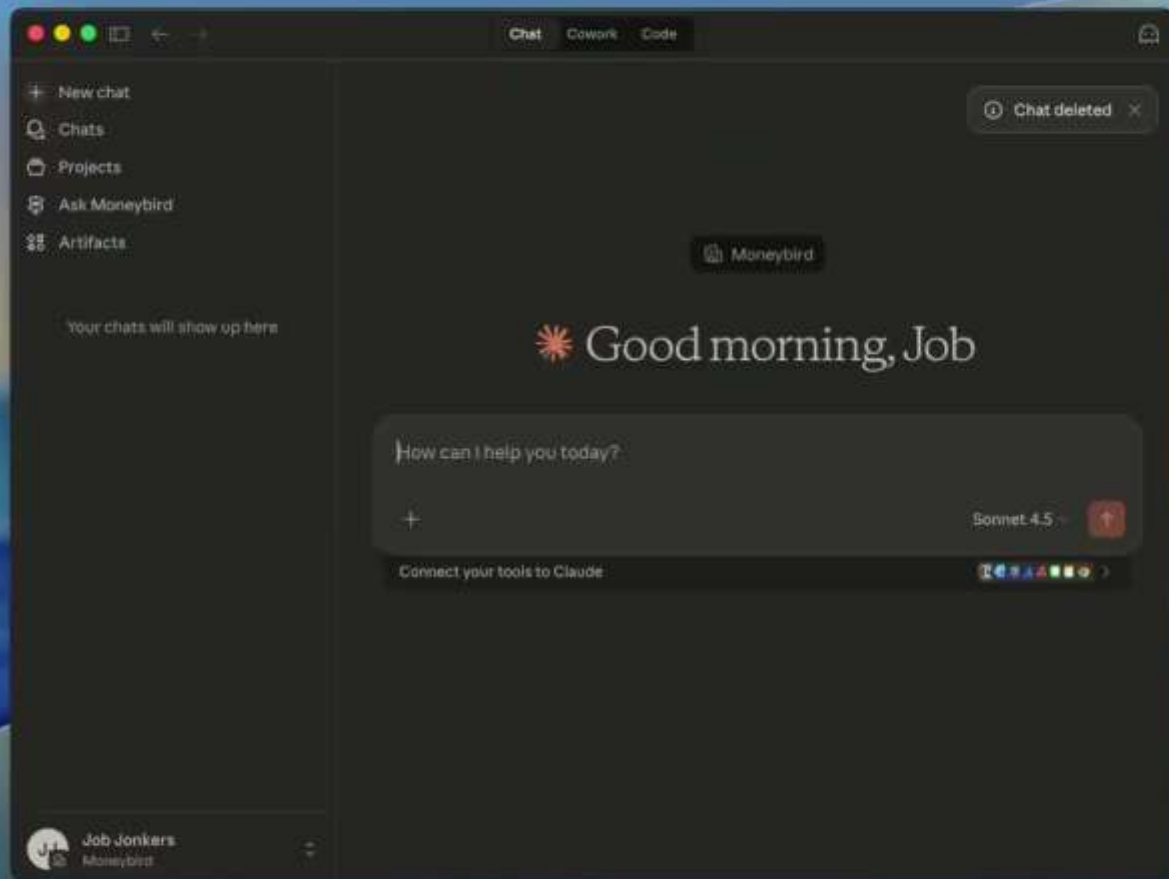 Chat Cowork Code
New chat
Chats
Projects
Ask Moneybird
Artifacts
Your chats will show up here
Chat deleted
Moneybird
Good morning, Job
How can I help you today?
Sonnet 4.5
Connect your tools to Claude
Job Jonkers
Moneybird